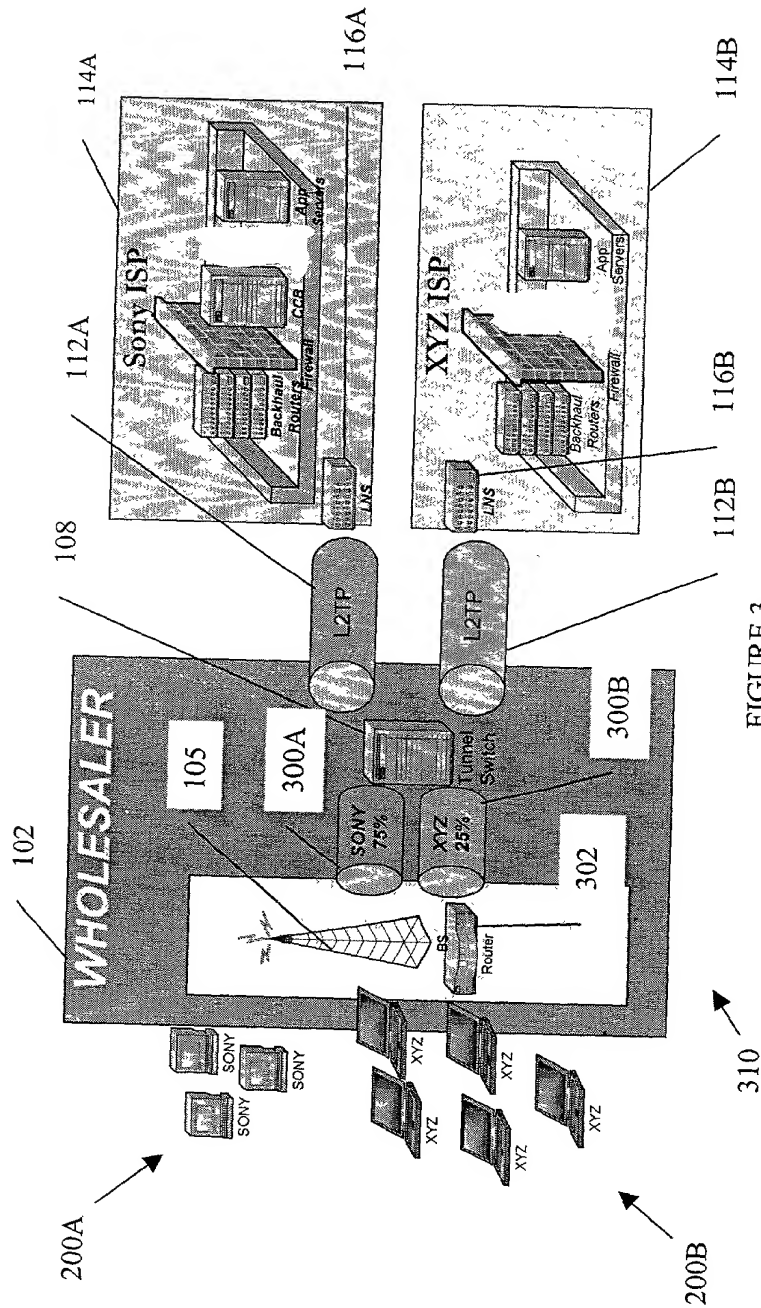 200A
200B
310
102
WHOLESALER
105
300A
108
112A
114A
116A
SONY
SONY
SONY
XYZ
XYZ
XYZ
XYZ
XYZ
BS
Router
302
SONY
75%
XYZ
25%
300B
Tunnel
Switch
L2TP
L2TP
Sony ISP
LNS
Backhaul
Routers
Firewall
CCB
App
Servers
XYZ ISP
LNS
Backhaul
Routers
Firewall
App
Servers
112B
116B
114B
FIGURE 3